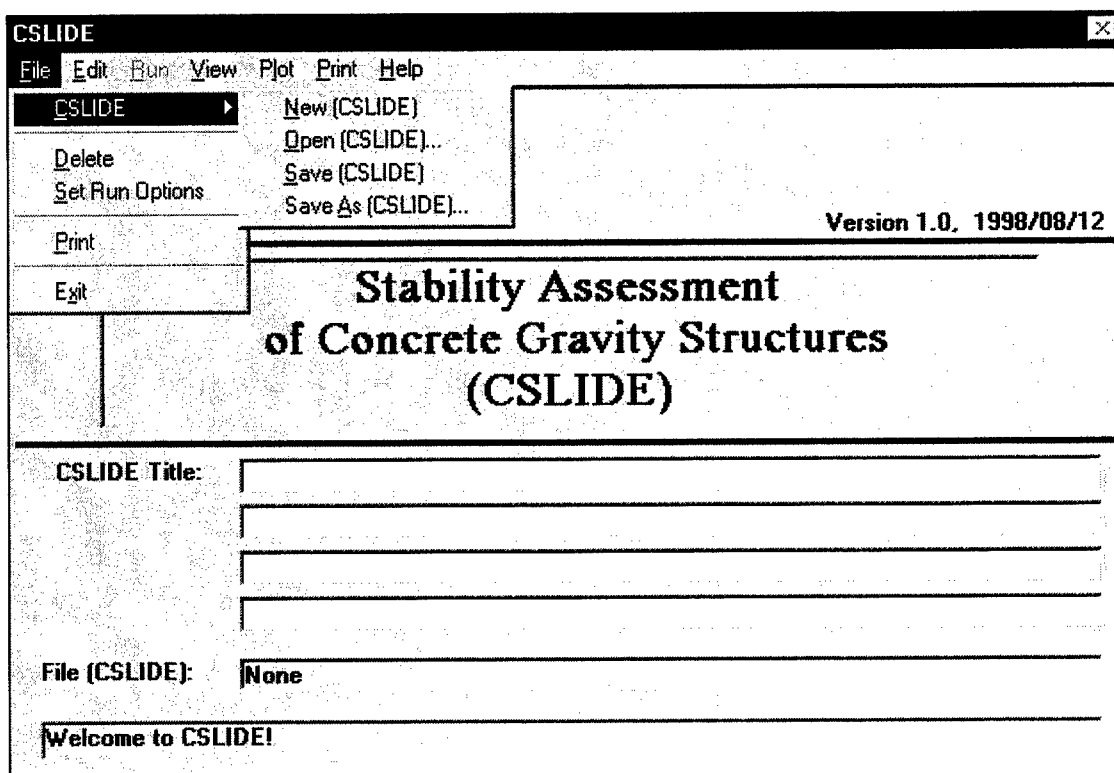 CSLIDE
File Edit Run View Plot Print Help
CSLIDE
New (CSLIDE)
Open (CSLIDE)...
Save (CSLIDE)
Save As (CSLIDE)...
Delete
Set Run Options
Print
Exit
Version 1.0, 1998/08/12
Stability Assessment
of Concrete Gravity Structures
(CSLIDE)
CSLIDE Title:
File (CSLIDE): None
Welcome to CSLIDE!